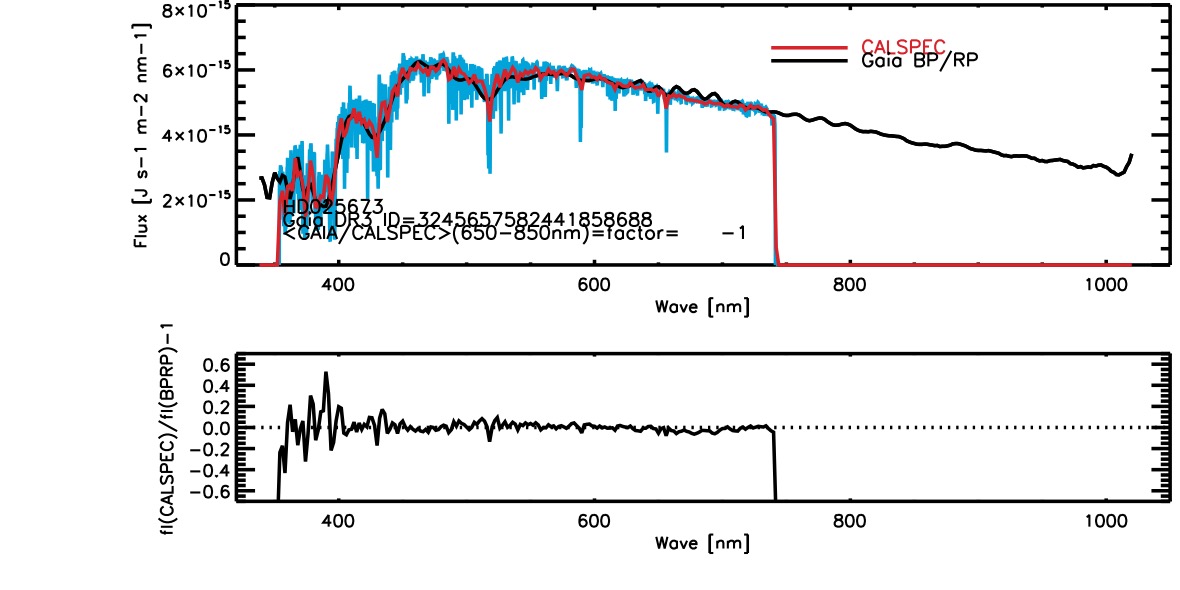 8×10−15
6×10−15
4×10−15
2×10−15
0
Flux [J s−1 m−2 nm−1]
CALSPEC
Gaia BP/RP
HD025673
Gaia DR3 ID=3245657582441858688
<GAIA/CALSPEC>(650−850nm)=factor= −1
400 600 800 1000
Wave [nm]
fl(CALSPEC)/fl(BPRP)−1
0.6
0.4
0.2
0.0
−0.2
−0.4
−0.6
400 600 800 1000
Wave [nm]